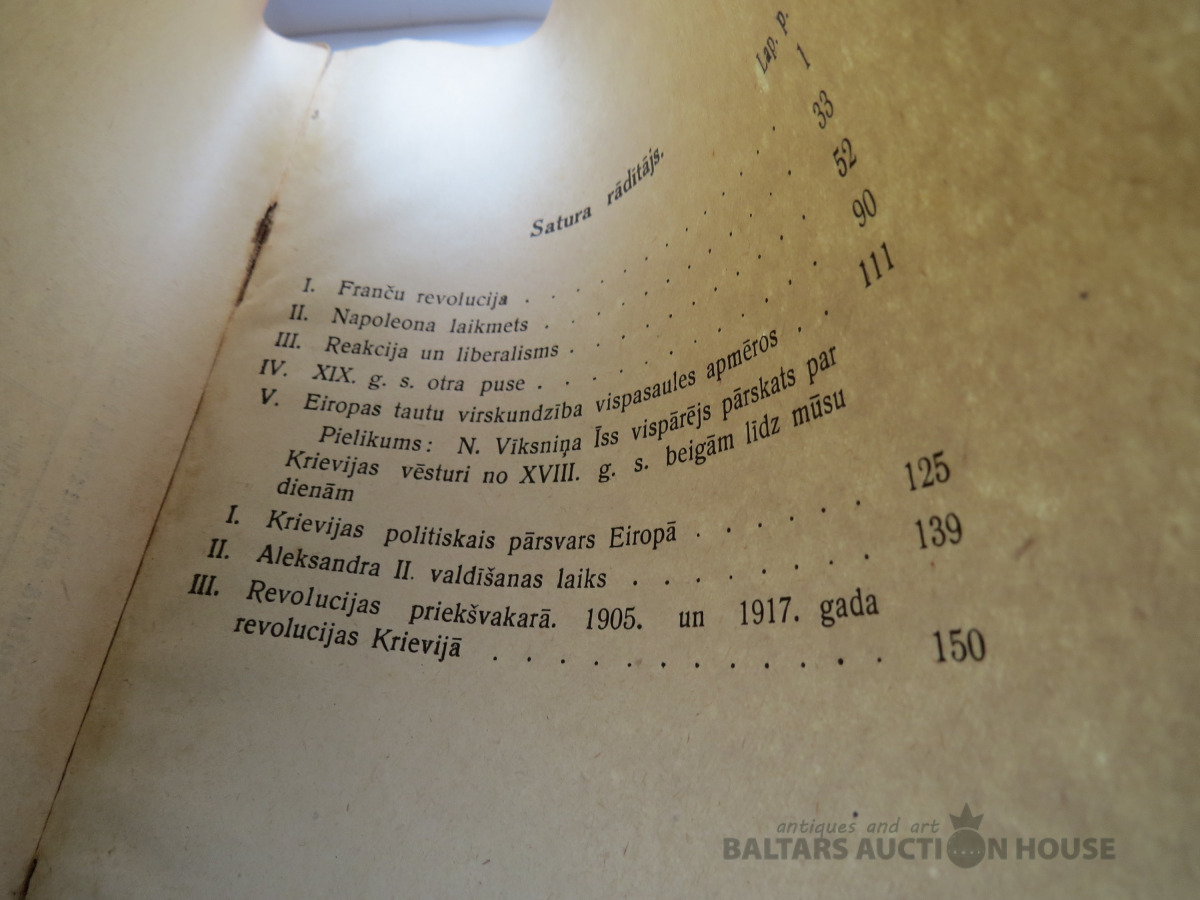 Lap. p.
Satura rādītājs.
I. Franču revolucija . . . . . . . . . 1
II. Napoleona laikmets . . . . . . . . 33
III. Reakcija un liberalisms . . . . . . . 52
IV. XIX. g. s. otra puse . . . . . . . . 90
V. Eiropas tautu virskundzība vispasaules apmēros . . 111
Pielikums: N. Vīksniņa Īss vispārējs pārskats par
Krievijas vēsturi no XVIII. g. s. beigām līdz mūsu
dienām
I. Krievijas politiskais pārsvars Eiropā . . . . . . 125
II. Aleksandra II. valdīšanas laiks . . . . . . . . 139
III. Revolucijas priekšvakarā. 1905. un 1917. gada
revolucijas Krievijā . . . . . . . . . . . . 150
antiques and art
BALTARS AUCTION HOUSE